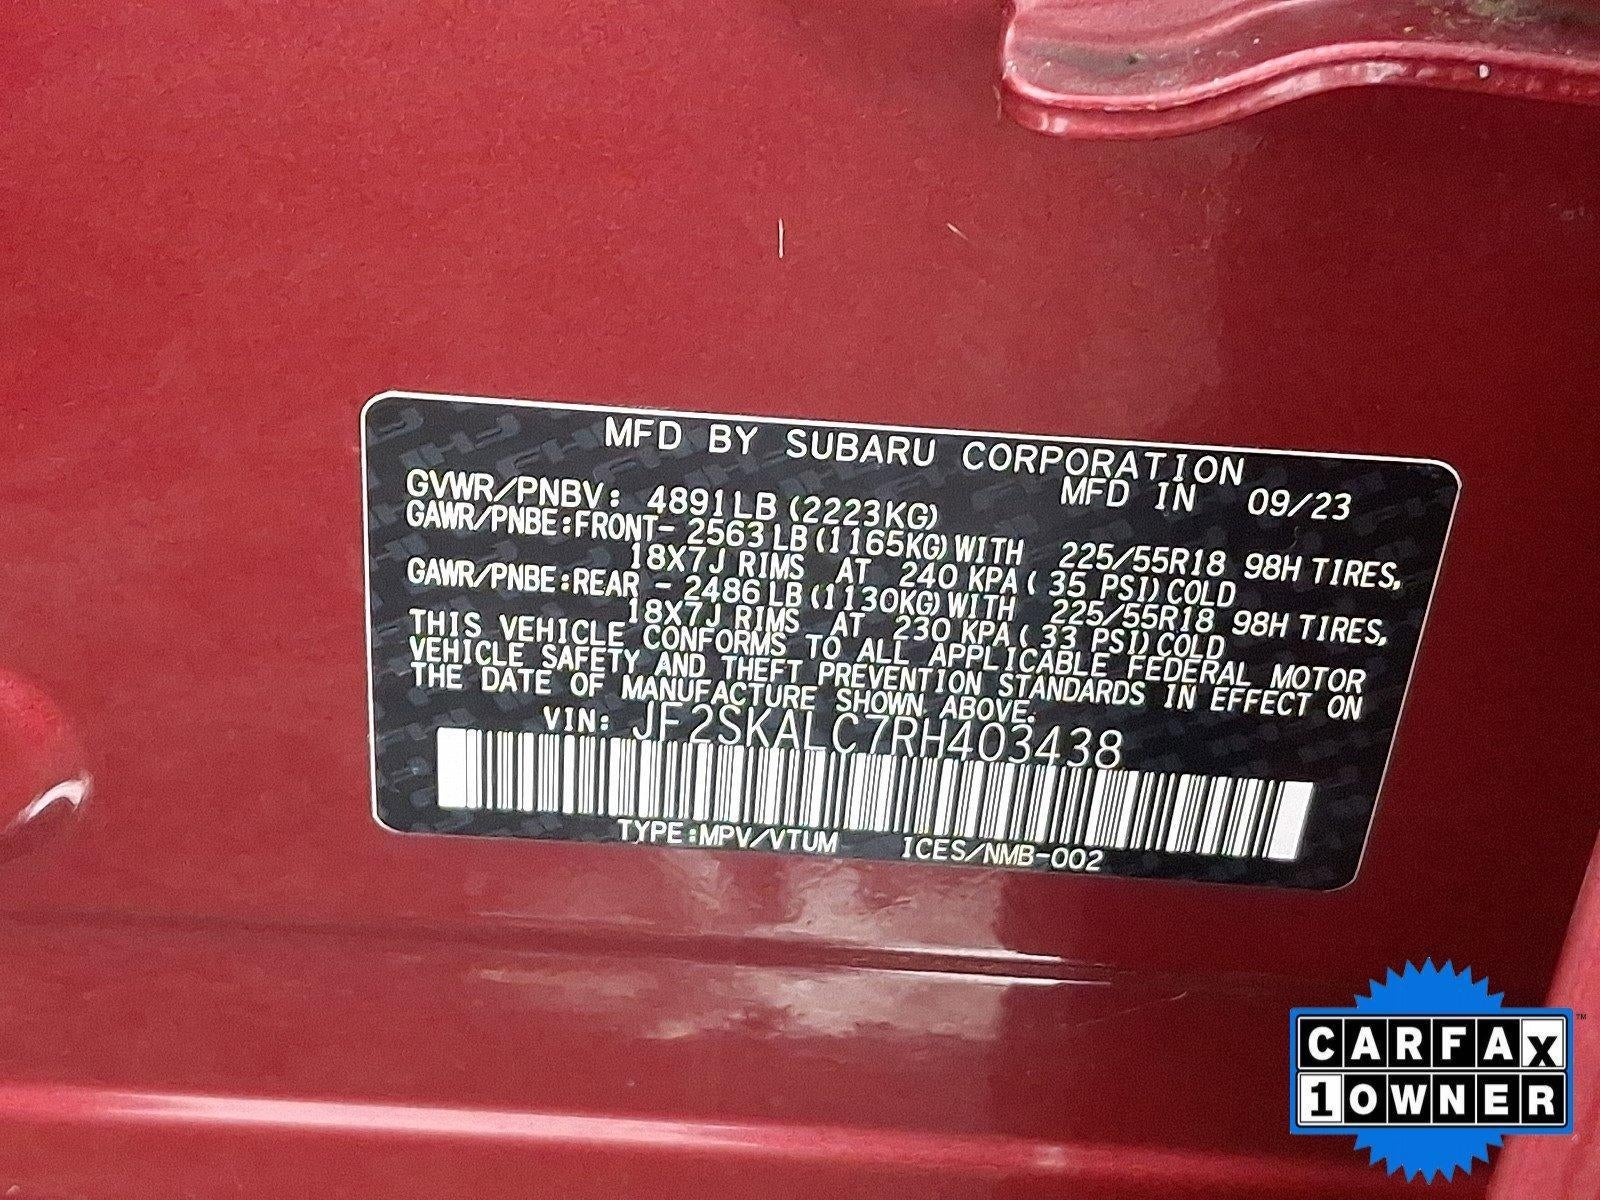 MFD BY SUBARU CORPORATION
MFD IN 09/23
GVWR/PNBV: 4891LB (2223KG)
GAWR/PNBE:FRONT- 2563 LB (1165KG) WITH 225/55R18 98H TIRES,
18X7J RIMS AT 240 KPA ( 35 PSI) COLD
GAWR/PNBE:REAR - 2486 LB (1130KG) WITH 225/55R18 98H TIRES,
18X7J RIMS AT 230 KPA ( 33 PSI) COLD
THIS VEHICLE CONFORMS TO ALL APPLICABLE FEDERAL MOTOR
VEHICLE SAFETY AND THEFT PREVENTION STANDARDS IN EFFECT ON
THE DATE OF MANUFACTURE SHOWN ABOVE.
VIN: JF2SKALC7RH403438
TYPE:MPV/VTUM ICES/NMB-002
CARFAX™
1 OWNER